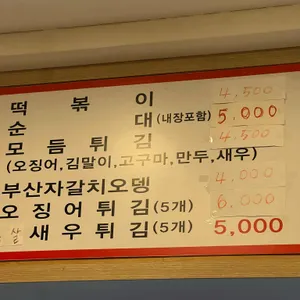 떡 볶 이 4,500
순 대 (내장포함) 5,000
모 듬 튀 김 4,500
(오징어,김말이,고구마,만두,새우)
부산자갈치오뎅 4,000
오 징 어 튀 김 (5개) 6,000
살 새 우 튀 김 (5개) 5,000